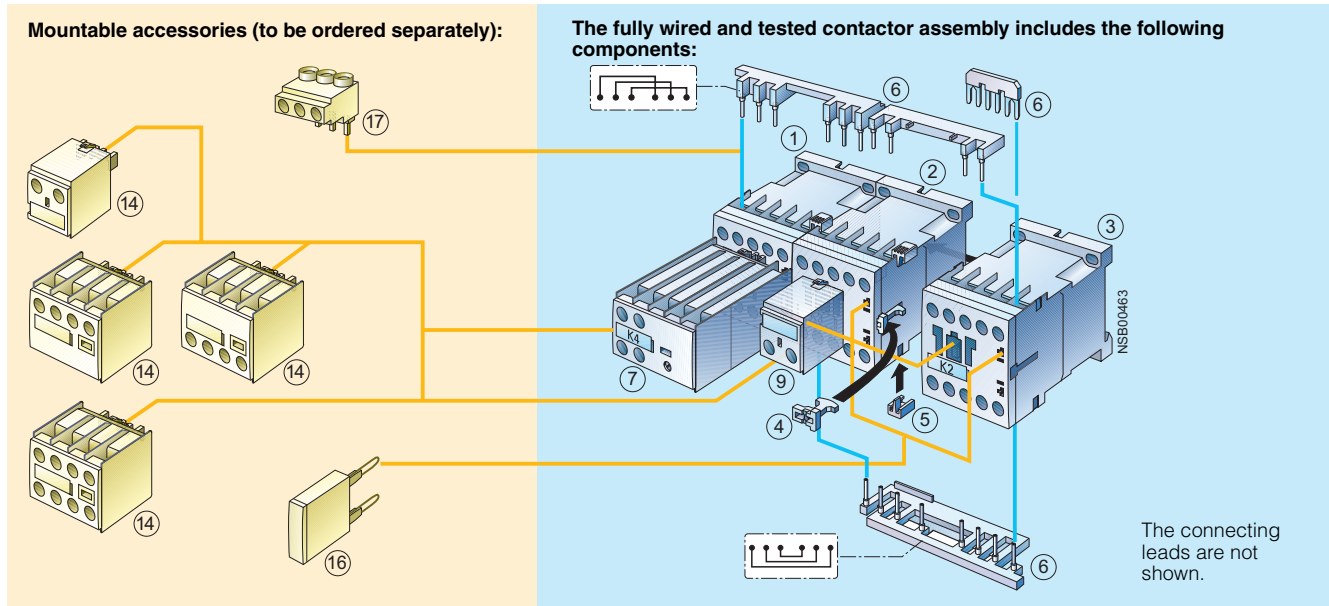 Mountable accessories (to be ordered separately):
The fully wired and tested contactor assembly includes the following
components:
6
6
17
1
2
14
3
NSB00463
K4
K2
14
14
7
9
5
4
14
16
6
The connecting
leads are not
shown.